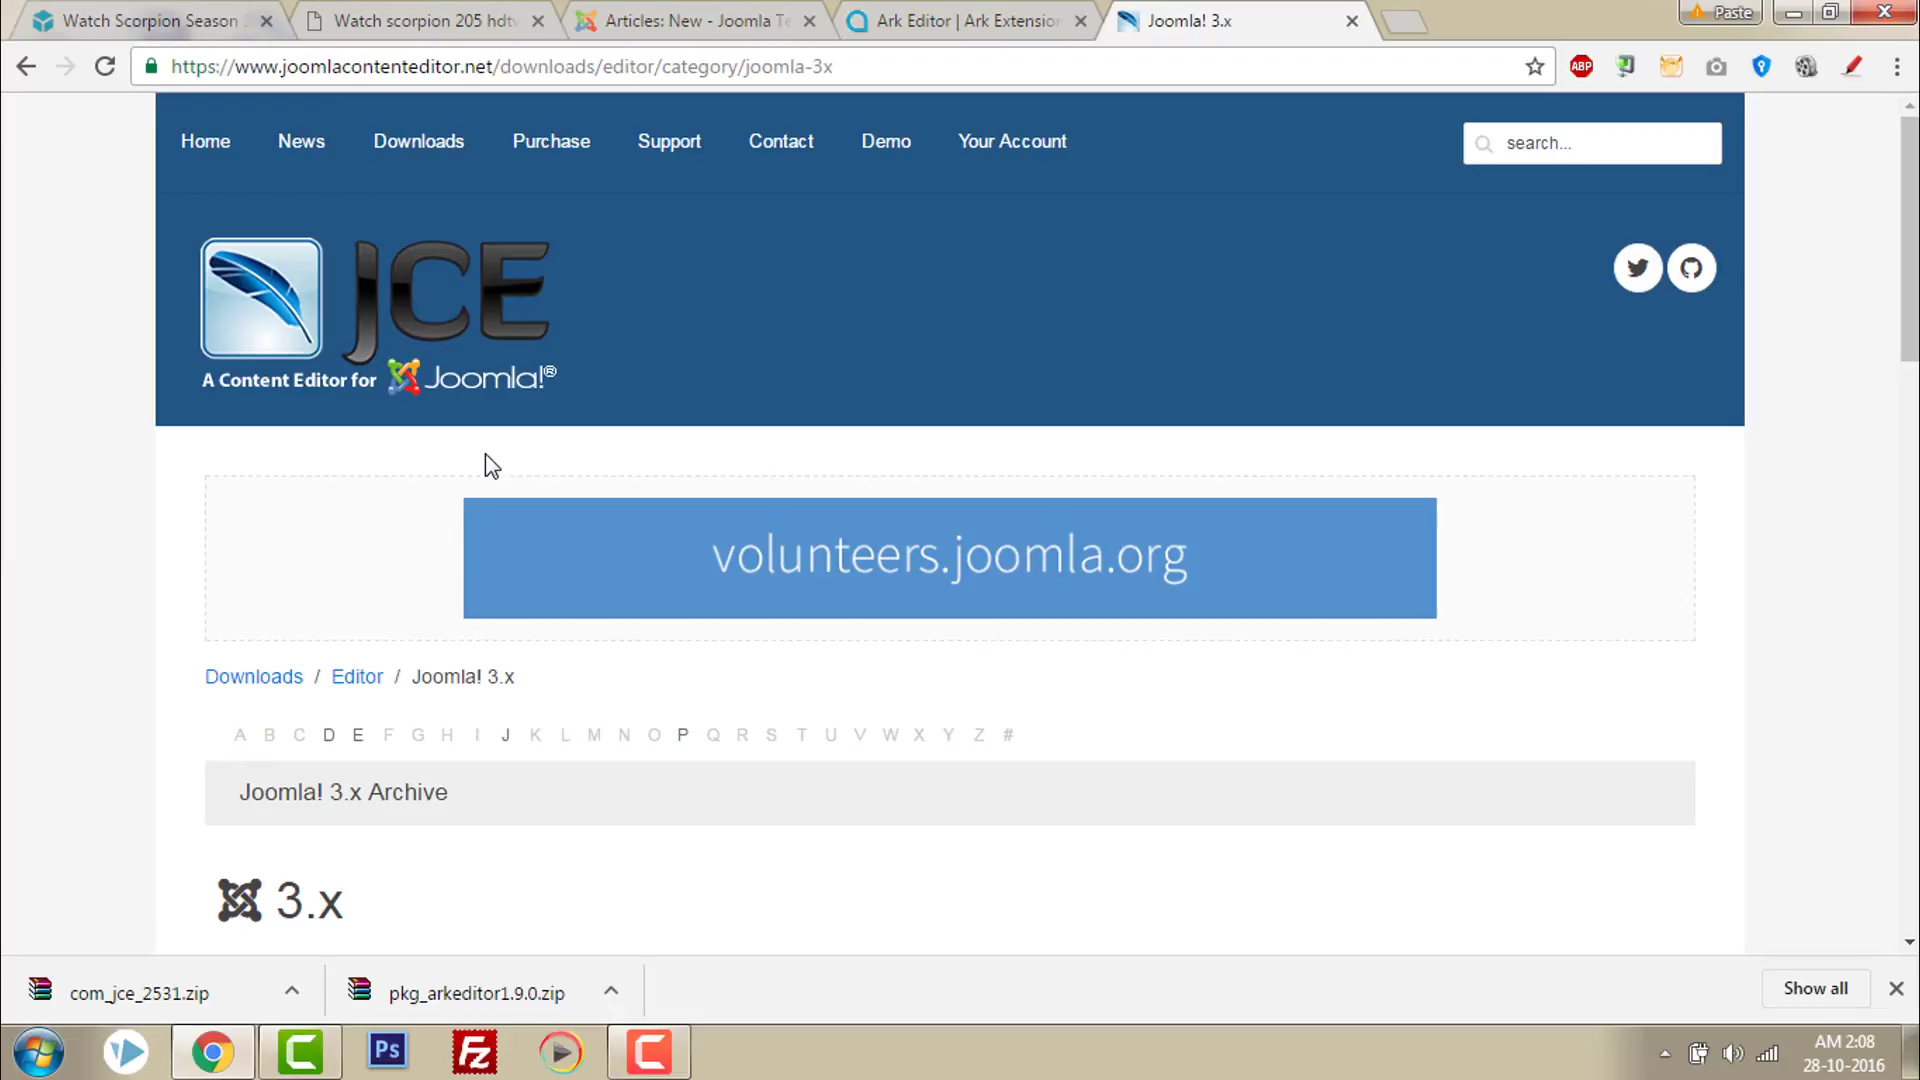 Watch Scorpion Season
Watch scorpion 205 hdtv
Articles: New - Joomla Te
Ark Editor | Ark Extension
Joomla! 3.x
Paste
https://www.joomlacontenteditor.net/downloads/editor/category/joomla-3x
ABP
Home News Downloads Purchase Support Contact Demo Your Account
search...
JCE
A Content Editor for Joomla!®
volunteers.joomla.org
Downloads / Editor / Joomla! 3.x
A B C D E F G H I J K L M N O P Q R S T U V W X Y Z #
Joomla! 3.x Archive
3.x
com_jce_2531.zip
pkg_arkeditor1.9.0.zip
Show all
Ps
Fz
AM 2:08
28-10-2016